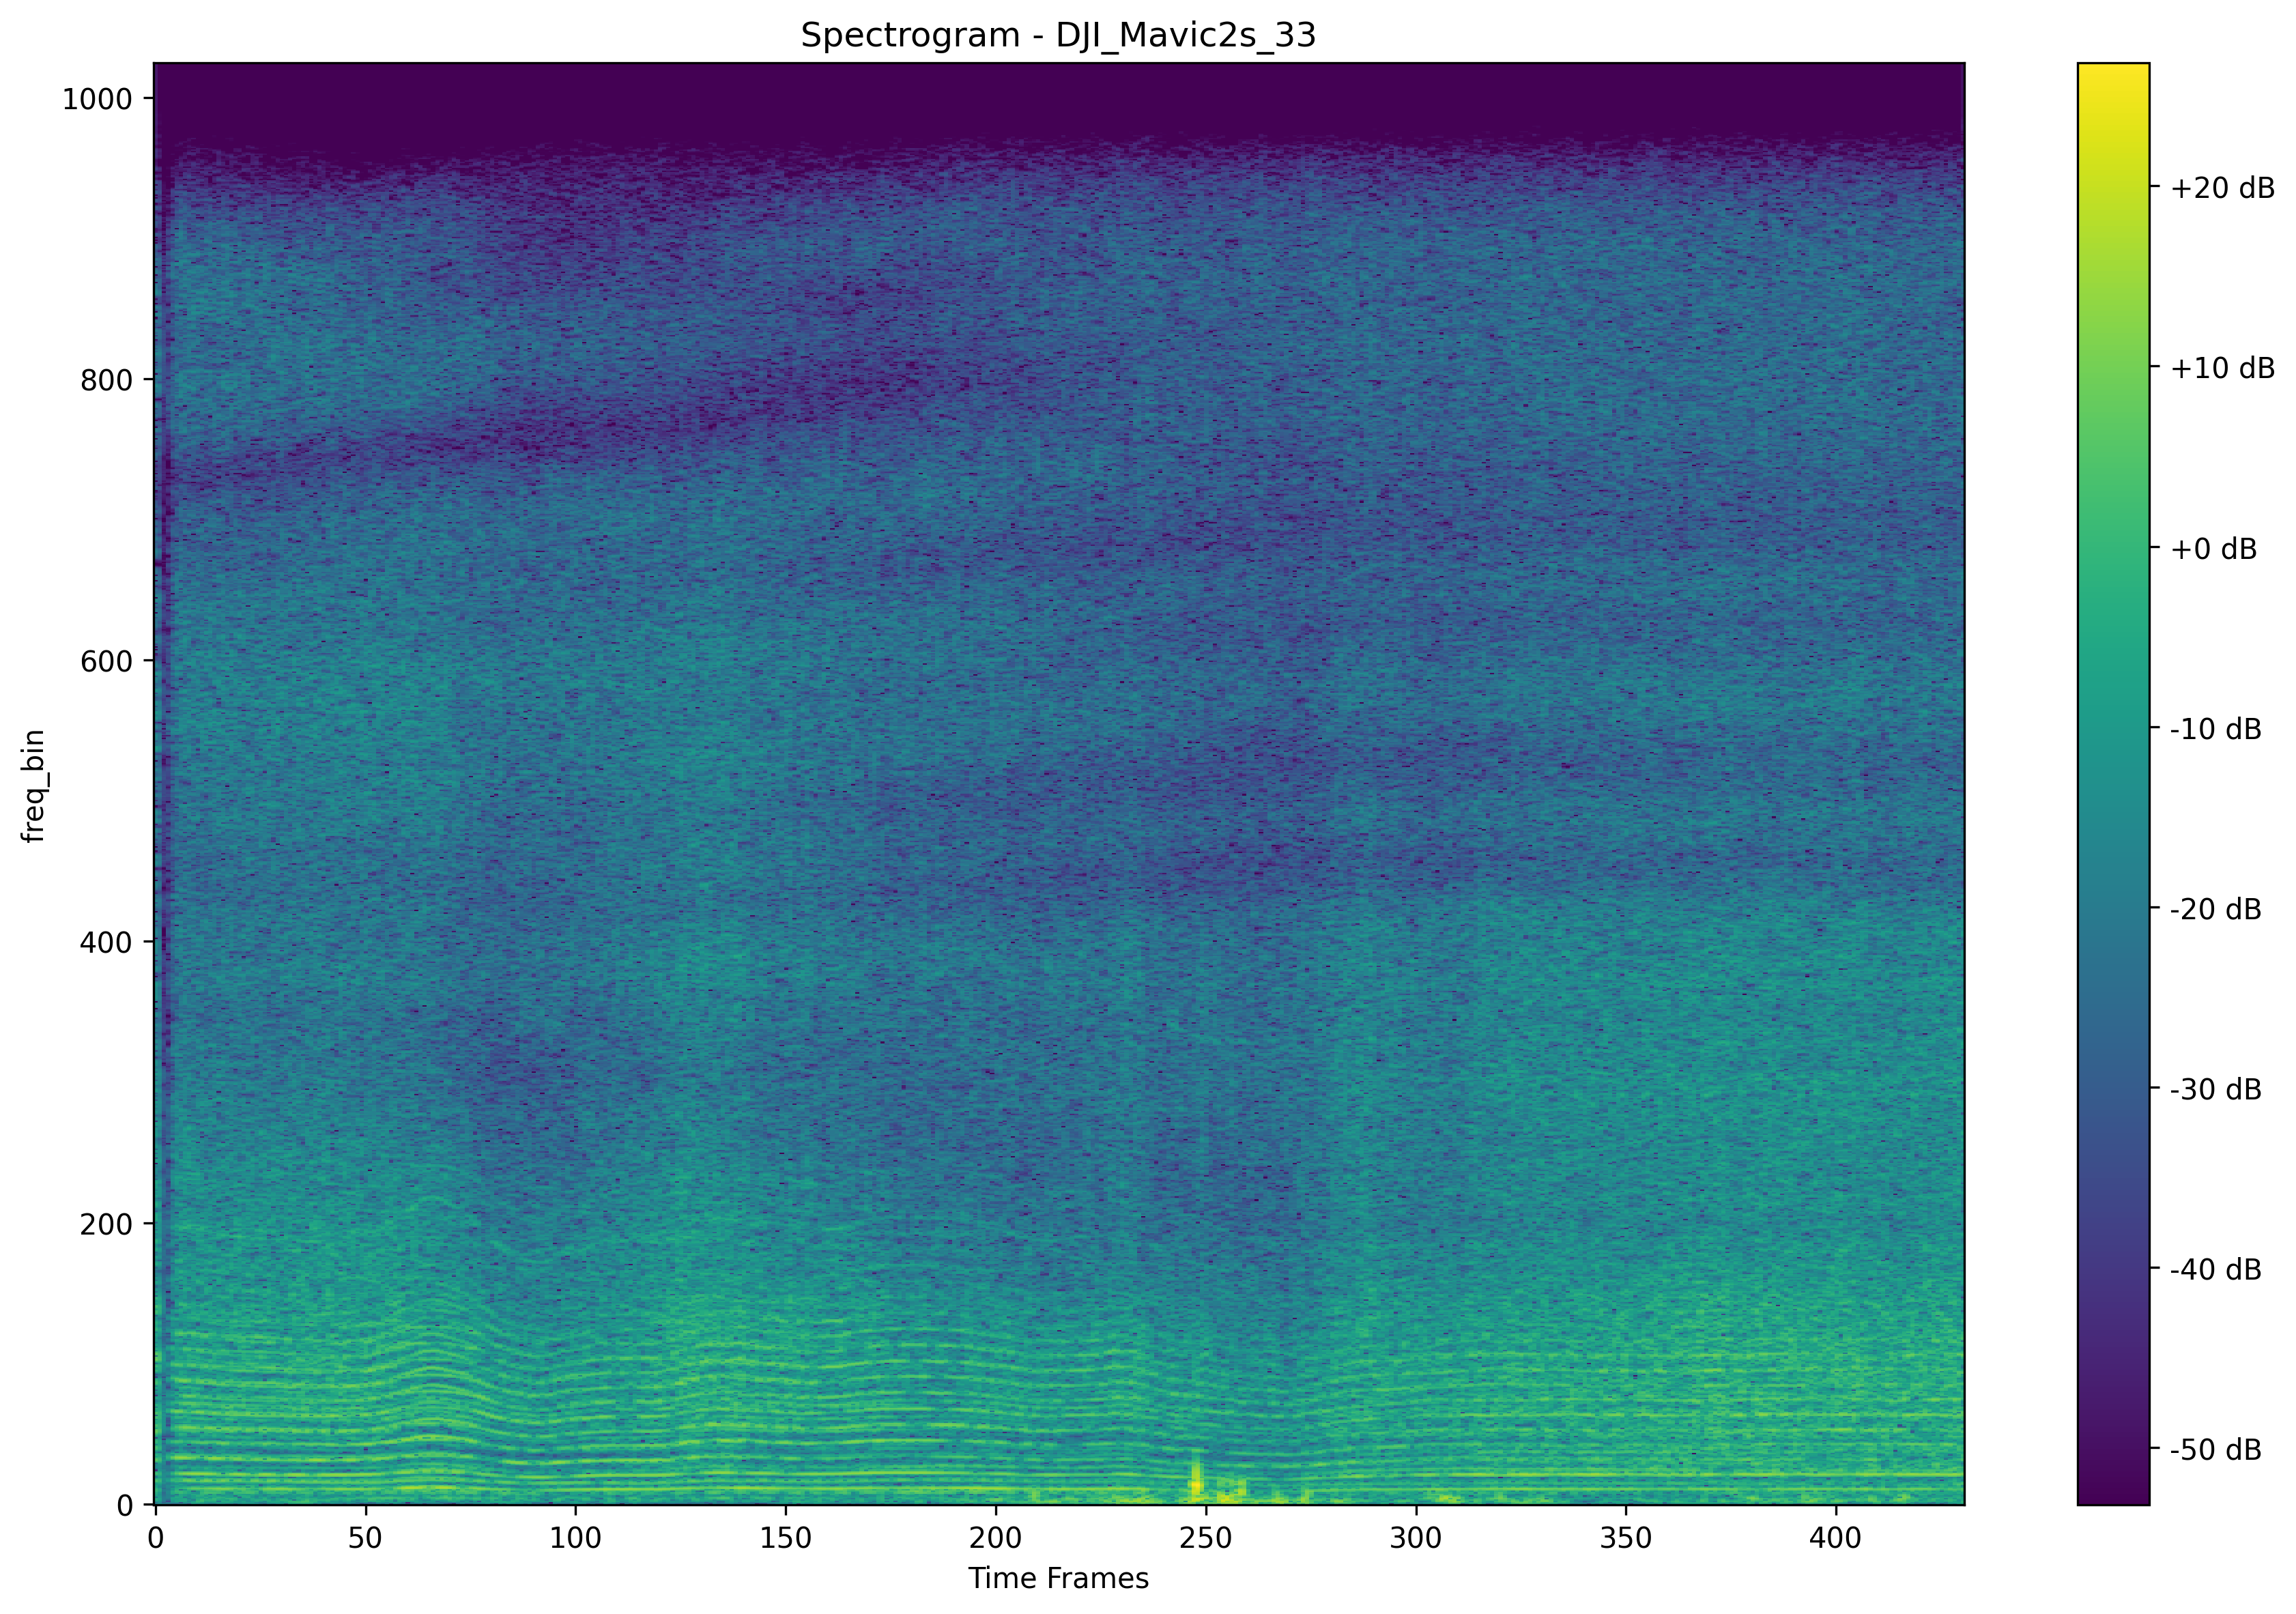 Spectrogram - DJI_Mavic2s_33
freq_bin
1000
800
600
400
200
0
0 50 100 150 200 250 300 350 400
Time Frames
+20 dB
+10 dB
+0 dB
-10 dB
-20 dB
-30 dB
-40 dB
-50 dB